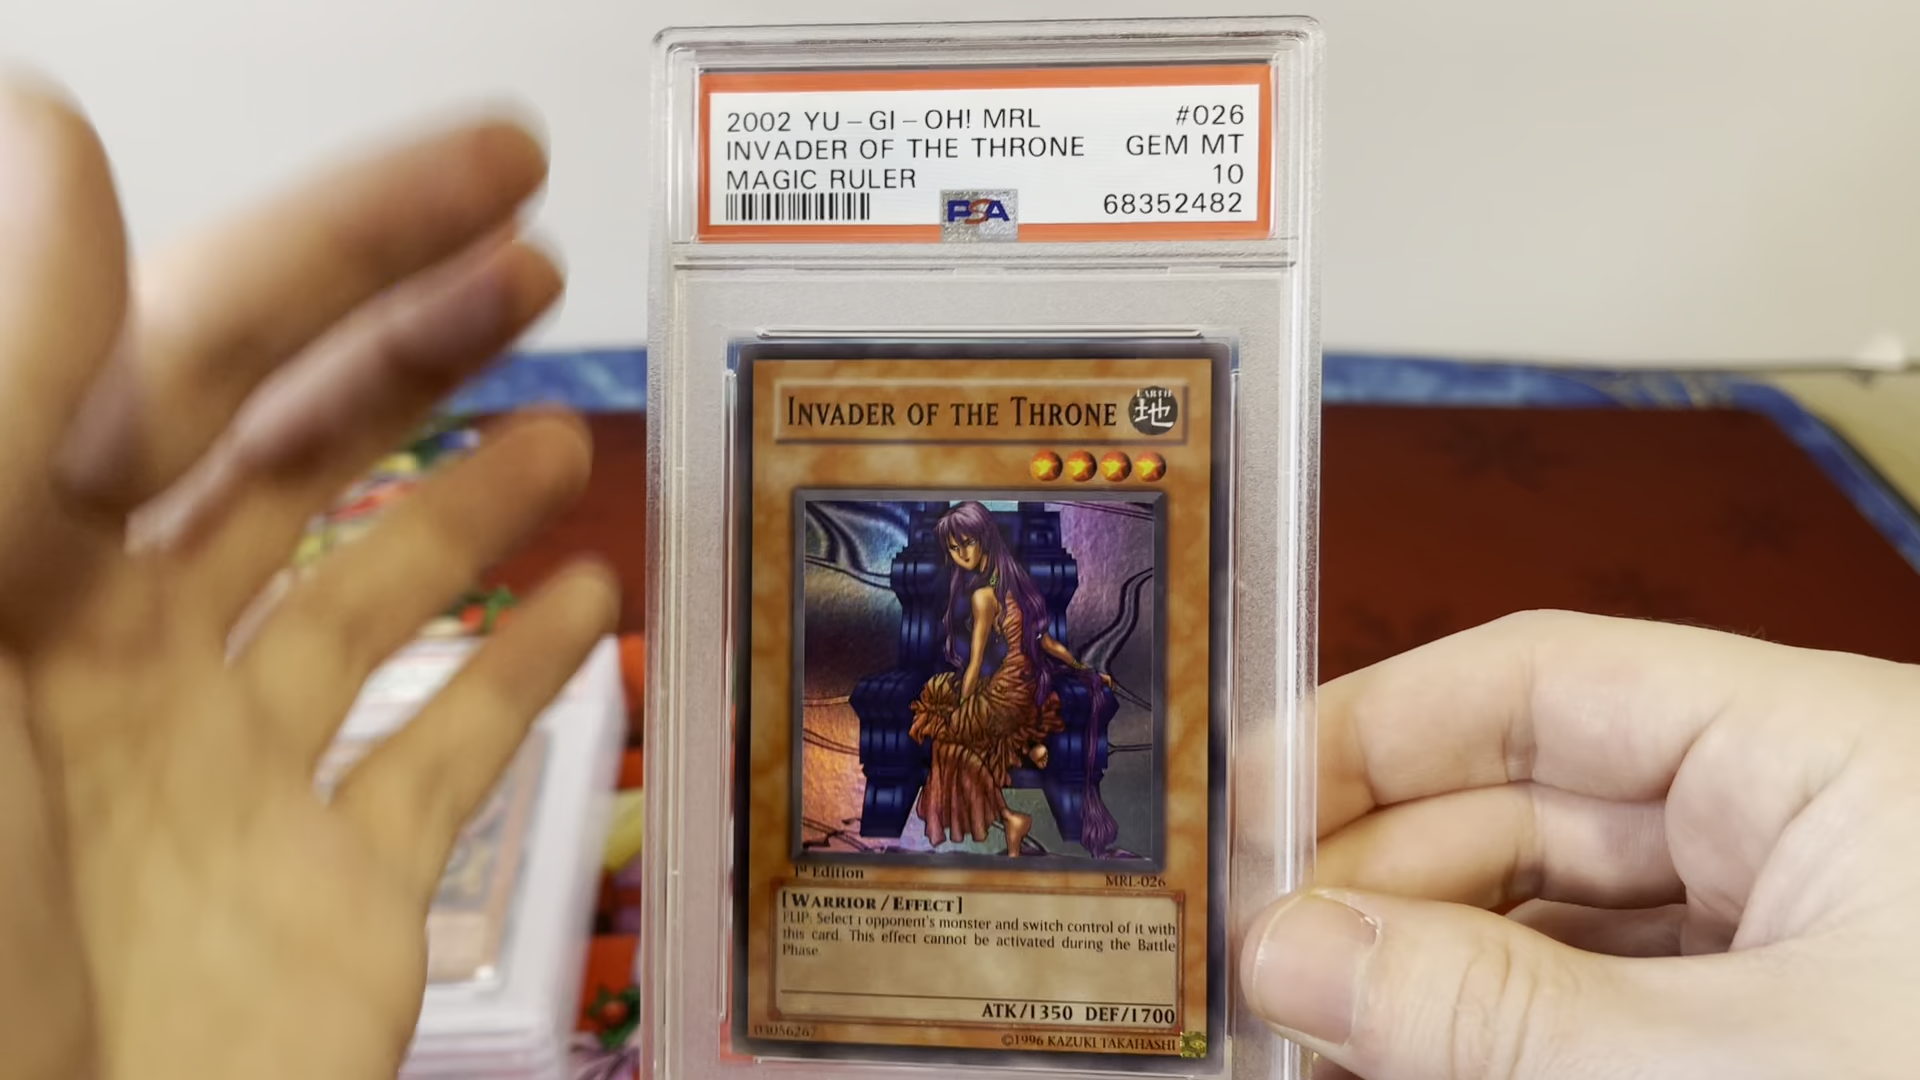 2002 YU-GI-OH! MRL #026
INVADER OF THE THRONE GEM MT
MAGIC RULER 10
PSA 68352482
INVADER OF THE THRONE
EARTH
地
1st Edition MRL-026
[WARRIOR/EFFECT]
FLIP: Select 1 opponent's monster and switch control of it with
this card. This effect cannot be activated during the Battle
Phase.
ATK/1350 DEF/1700
03056267
©1996 KAZUKI TAKAHASHI